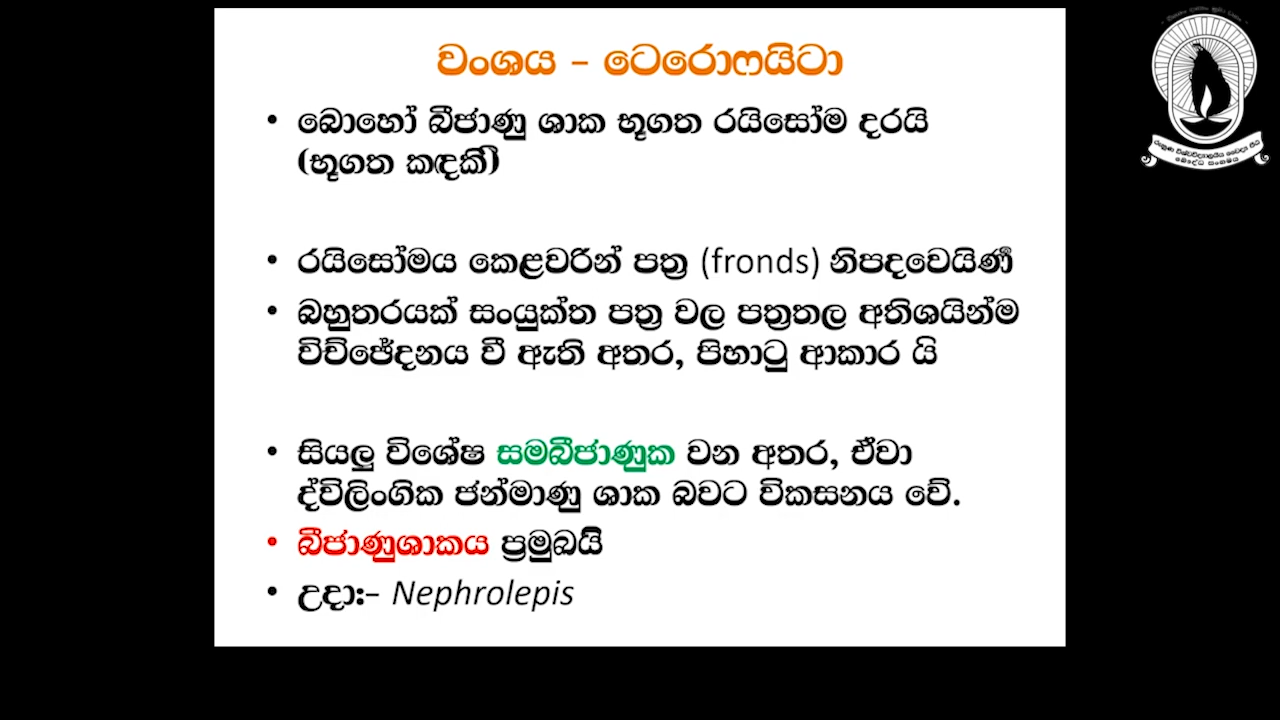 වංශය – ටෙරොෆයිටා
• බොහෝ බීජාණු ශාක භූගත රයිසෝම දරයි
(භූගත කඳකි)
• රයිසෝමය කෙළවරින් පත්‍ර (fronds) නිපදවෙයි
• බහුතරයක් සංයුක්ත පත්‍ර වල පත්‍රතල අතිශයින්ම
විච්ඡේදනය වී ඇති අතර, පිහාටු ආකාර යි
• සියලු විශේෂ සමබීජාණුක වන අතර, ඒවා
ද්විලිංගික ජන්මාණු ශාක බවට විකසනය වේ.
• බීජාණුශාකය ප්‍රමුඛයි
• උදා:– Nephrolepis